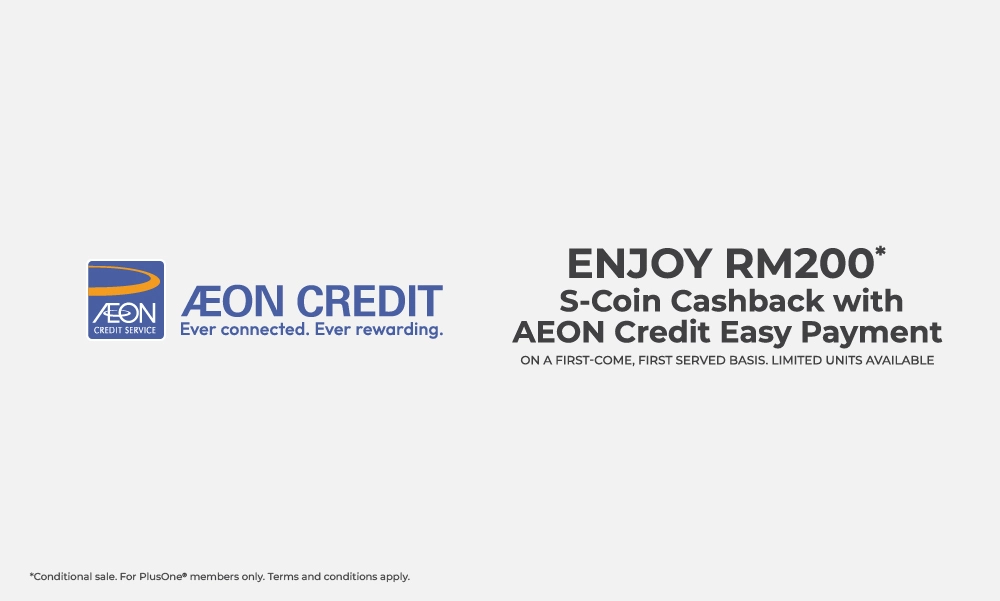 ÆON
CREDIT SERVICE
ÆON CREDIT
Ever connected. Ever rewarding.
ENJOY RM200*
S-Coin Cashback with
AEON Credit Easy Payment
ON A FIRST-COME, FIRST SERVED BASIS. LIMITED UNITS AVAILABLE
*Conditional sale. For PlusOne® members only. Terms and conditions apply.